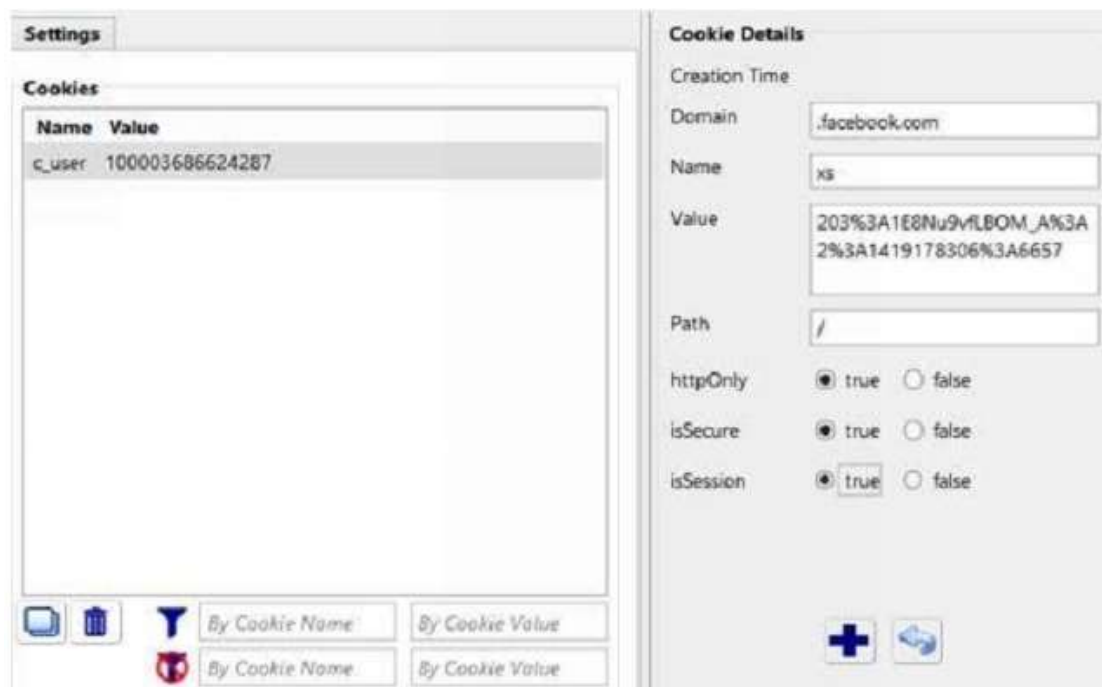 Settings
Cookies
Name Value
c_user 100003686624287
By Cookie Name By Cookie Value
By Cookie Name By Cookie Value
Cookie Details
Creation Time
Domain .facebook.com
Name xs
Value 203%3A1E8Nu9vfLBOM_A%3A
2%3A1419178306%3A6657
Path /
httpOnly true false
isSecure true false
isSession true false